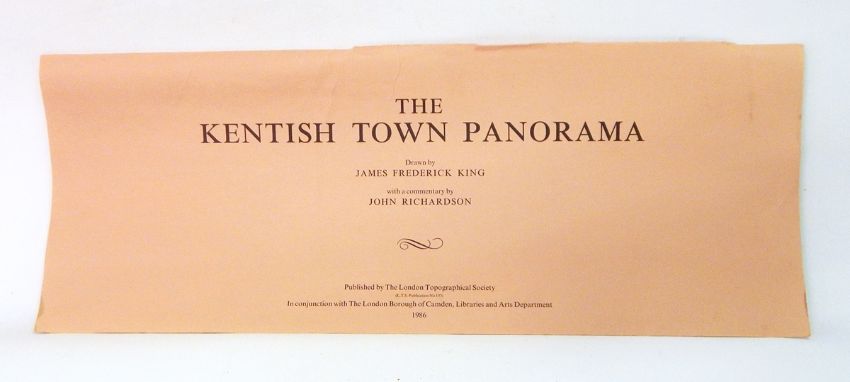 THE
KENTISH TOWN PANORAMA
Drawn by
JAMES FREDERICK KING
with a commentary by
JOHN RICHARDSON
Published by The London Topographical Society
In conjunction with The London Borough of Camden, Libraries and Arts Department
1986